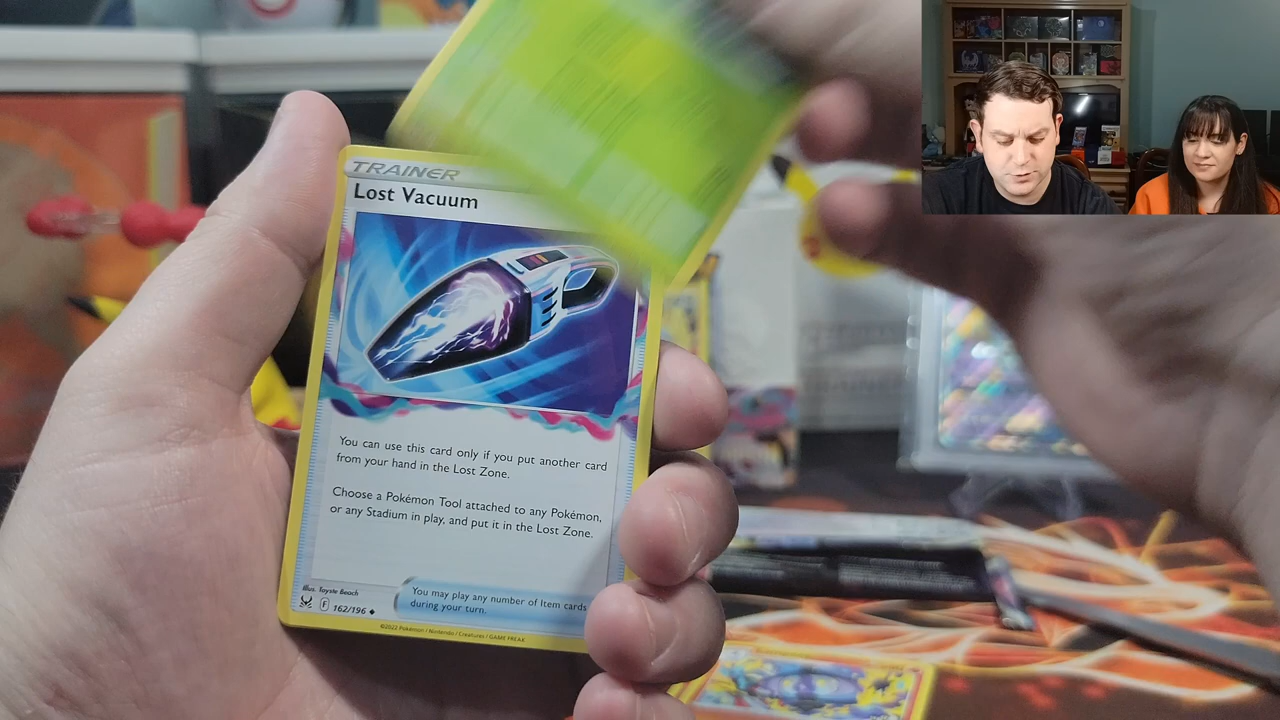 TRAINER
Lost Vacuum
You can use this card only if you put another card
from your hand in the Lost Zone.
Choose a Pokémon Tool attached to any Pokémon,
or any Stadium in play, and put it in the Lost Zone.
Illus. Tayste Beach
F 162/196
You may play any number of Item cards
during your turn.
©2022 Pokémon / Nintendo / Creatures / GAME FREAK